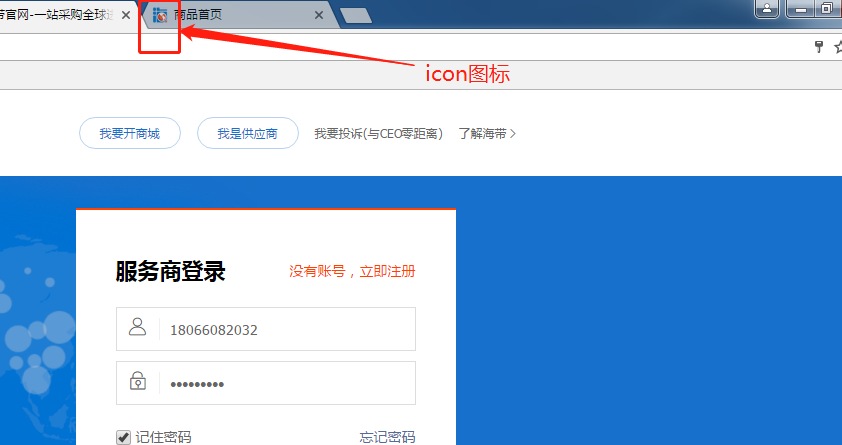 带官网-一站采购全球进
商品首页
icon图标
我要开商城
我是供应商
我要投诉(与CEO零距离)
了解海带
服务商登录
没有账号，立即注册
18066082032
•••••••••
记住密码
忘记密码